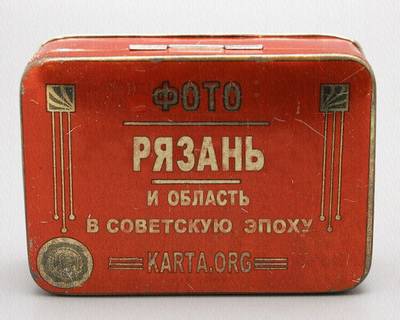 ФОТО
РЯЗАНЬ
И ОБЛАСТЬ
В СОВЕТСКУЮ ЭПОХУ
KARTA.ORG